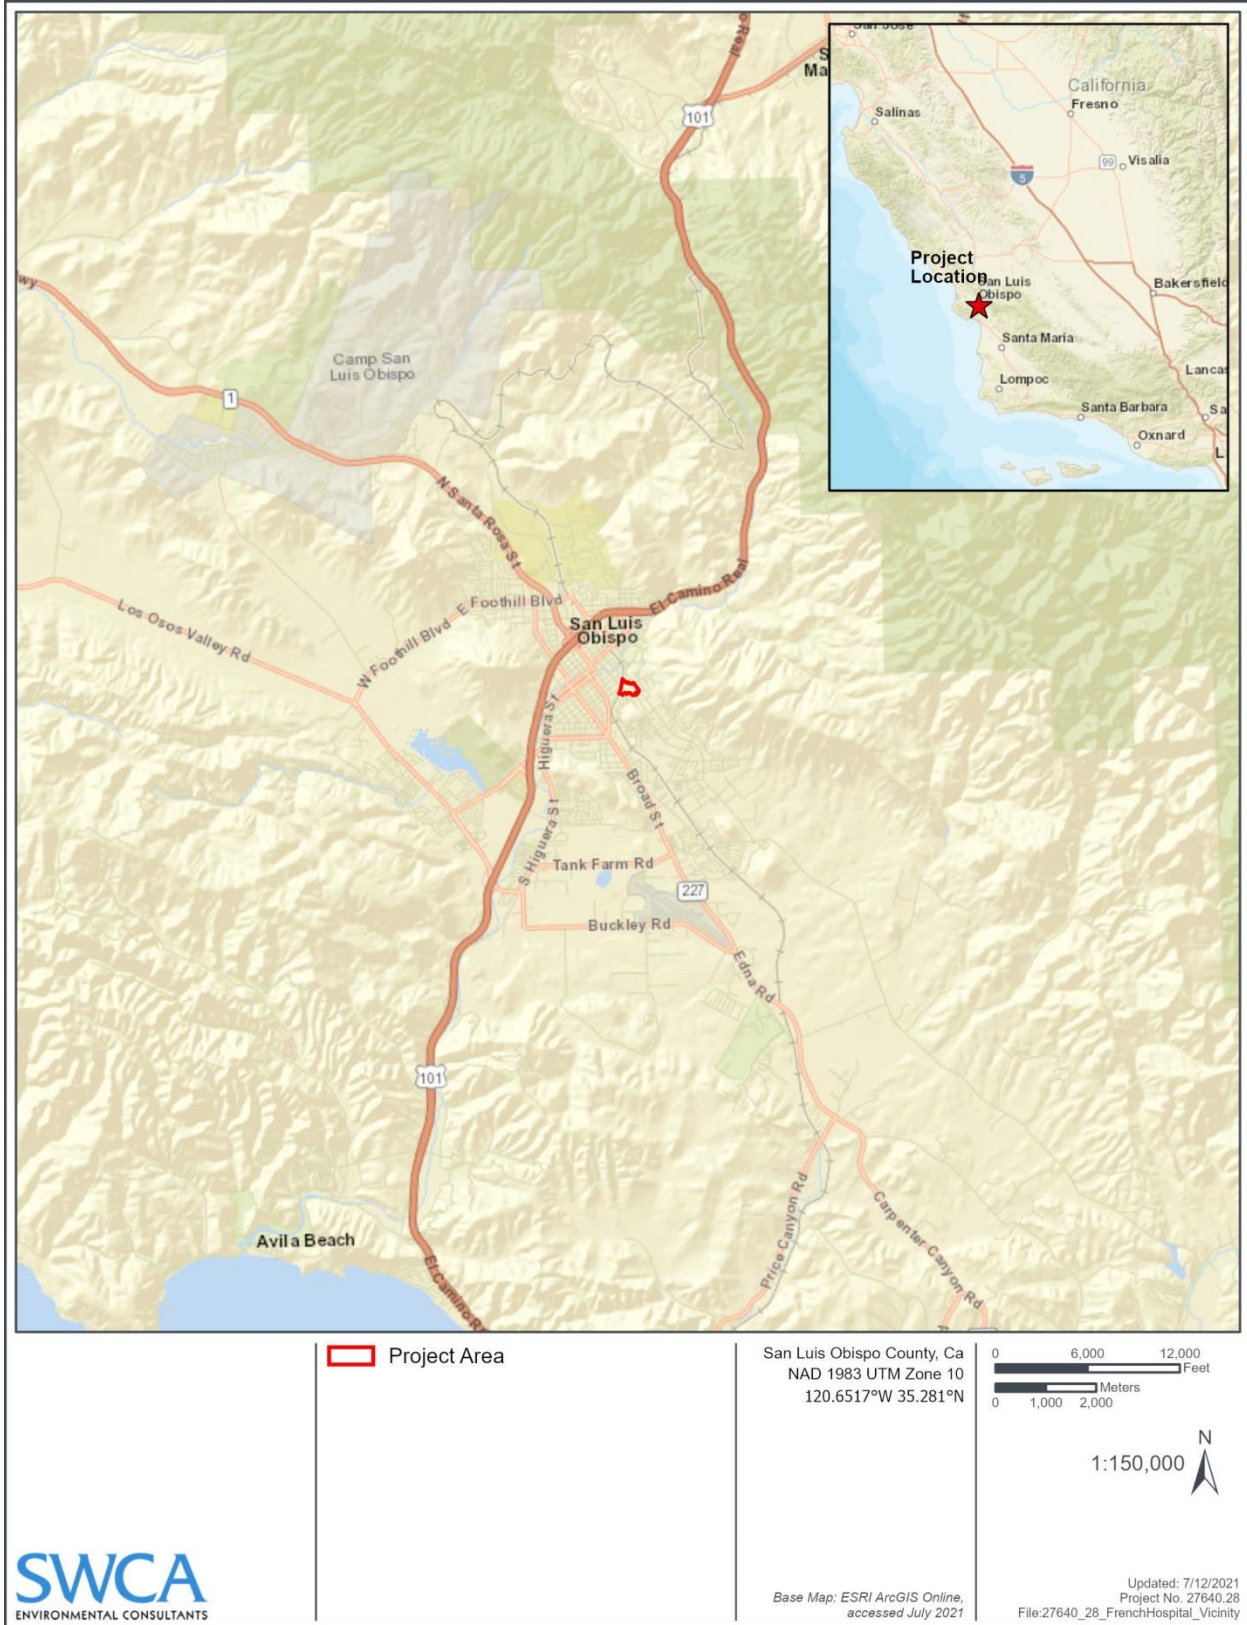 o Real
S
Ma
101
wy
Camp San
Luis Obispo
1
N Santa Rosa St
El Camino Real
E Foothill Blvd
San Luis
Obispo
Los Osos Valley Rd
W Foothill Blvd
Higuera St
Broad St
S Higuera St
Tank Farm Rd
227
Buckley Rd
Edna Rd
101
Price Canyon Rd
Carpenter Canyon Rd
Avila Beach
El Camino Re
San Jose
California
Fresno
Salinas
99
Visalia
5
Project
Location
San Luis
Obispo
Bakersfield
Santa Maria
Lancas
Lompoc
Santa Barbara
Sa
Oxnard
L
Project Area
San Luis Obispo County, Ca
NAD 1983 UTM Zone 10
120.6517°W 35.281°N
0 6,000 12,000
Feet
Meters
0 1,000 2,000
N
1:150,000
SWCA
ENVIRONMENTAL CONSULTANTS
Base Map: ESRI ArcGIS Online,
accessed July 2021
Updated: 7/12/2021
Project No. 27640.28
File:27640_28_FrenchHospital_Vicinity